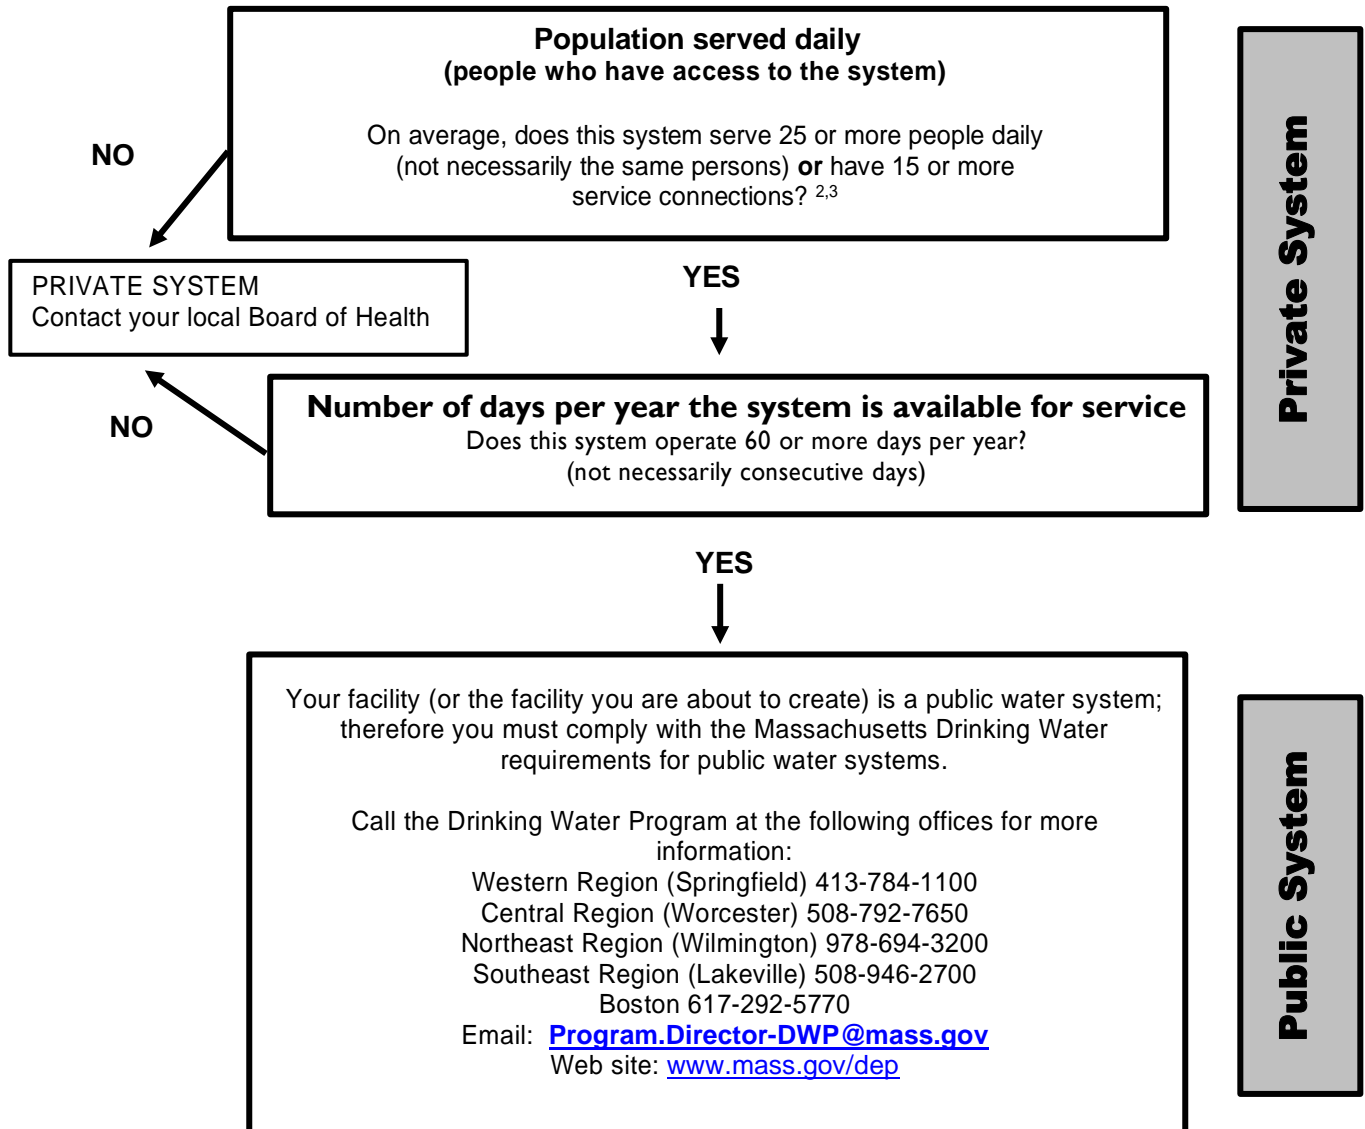 Population served daily
(people who have access to the system)
On average, does this system serve 25 or more people daily
(not necessarily the same persons) or have 15 or more
service connections? 2,3
NO
PRIVATE SYSTEM
Contact your local Board of Health
YES
Number of days per year the system is available for service
Does this system operate 60 or more days per year?
(not necessarily consecutive days)
NO
Private System
YES
Your facility (or the facility you are about to create) is a public water system;
therefore you must comply with the Massachusetts Drinking Water
requirements for public water systems.
Call the Drinking Water Program at the following offices for more
information:
Western Region (Springfield) 413-784-1100
Central Region (Worcester) 508-792-7650
Northeast Region (Wilmington) 978-694-3200
Southeast Region (Lakeville) 508-946-2700
Boston 617-292-5770
Email: Program.Director-DWP@mass.gov
Web site: www.mass.gov/dep
Public System